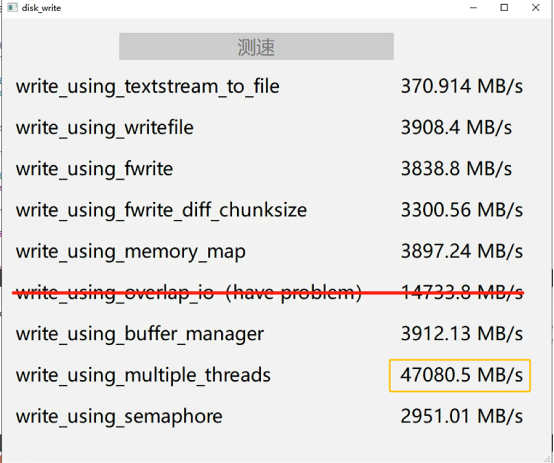 disk_write
测速
write_using_textstream_to_file 370.914 MB/s
write_using_writefile 3908.4 MB/s
write_using_fwrite 3838.8 MB/s
write_using_fwrite_diff_chunksize 3300.56 MB/s
write_using_memory_map 3897.24 MB/s
write_using_overlap_io（have problem） 14733.8 MB/s
write_using_buffer_manager 3912.13 MB/s
write_using_multiple_threads 47080.5 MB/s
write_using_semaphore 2951.01 MB/s